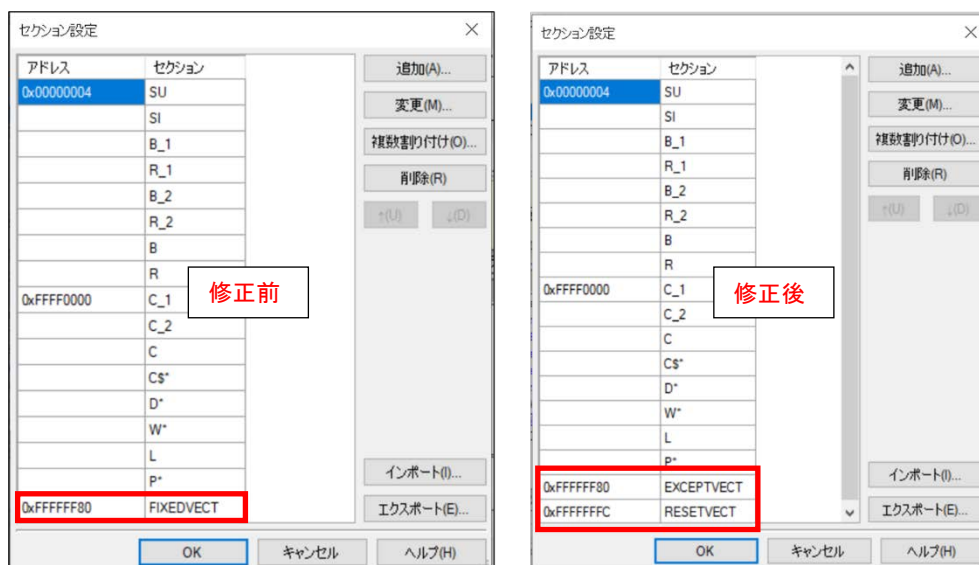 セクション設定
アドレス セクション
0x00000004 SU
SI
B_1
R_1
B_2
R_2
B
R
0xFFFF0000 C_1
C_2
C
C$*
D*
W*
L
P*
0xFFFFFF80 FIXEDVECT
追加(A)...
変更(M)...
複数割り付け(O)...
削除(R)
↑(U) ↓(D)
インポート(I)...
エクスポート(E)...
OK キャンセル ヘルプ(H)
修正前
セクション設定
アドレス セクション
0x00000004 SU
SI
B_1
R_1
B_2
R_2
B
R
0xFFFF0000 C_1
C_2
C
C$*
D*
W*
L
P*
0xFFFFFF80 EXCEPTVECT
0xFFFFFFFC RESETVECT
追加(A)...
変更(M)...
複数割り付け(O)...
削除(R)
↑(U) ↓(D)
インポート(I)...
エクスポート(E)...
OK キャンセル ヘルプ(H)
修正後